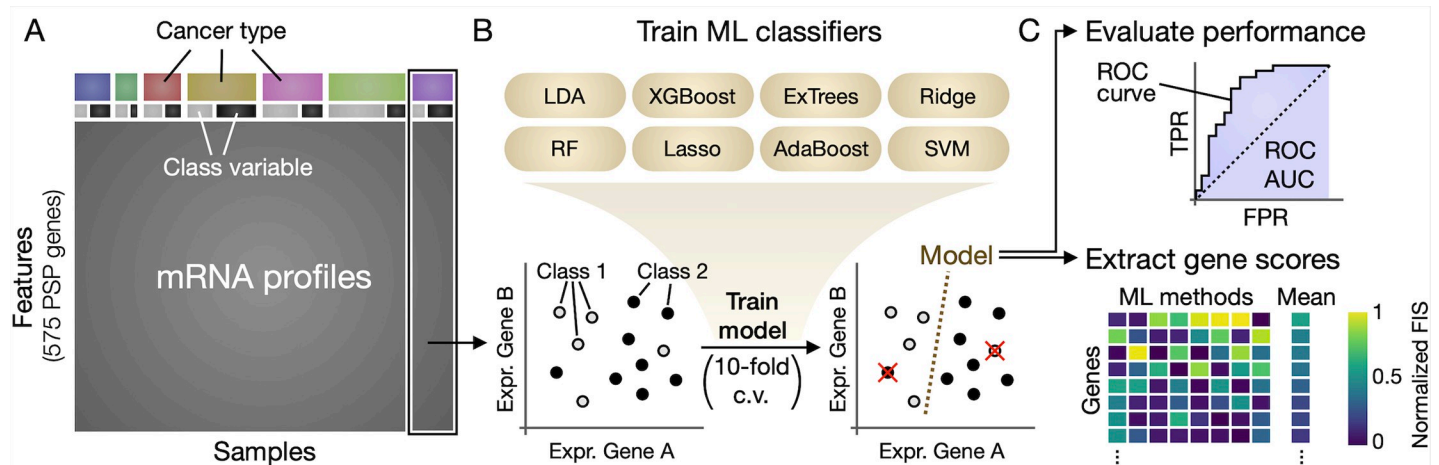 A
Cancer type
Class variable
Features
(575 PSP genes)
mRNA profiles
Samples
B
Train ML classifiers
LDA
XGBoost
ExTrees
Ridge
RF
Lasso
AdaBoost
SVM
Class 1
Class 2
Expr. Gene B
Expr. Gene A
Train
model
(10-fold
c.v.)
Model
Expr. Gene B
Expr. Gene A
C
Evaluate performance
ROC
curve
TPR
ROC
AUC
FPR
Extract gene scores
ML methods
Mean
Genes
...
...
1
0.5
0
Normalized FIS